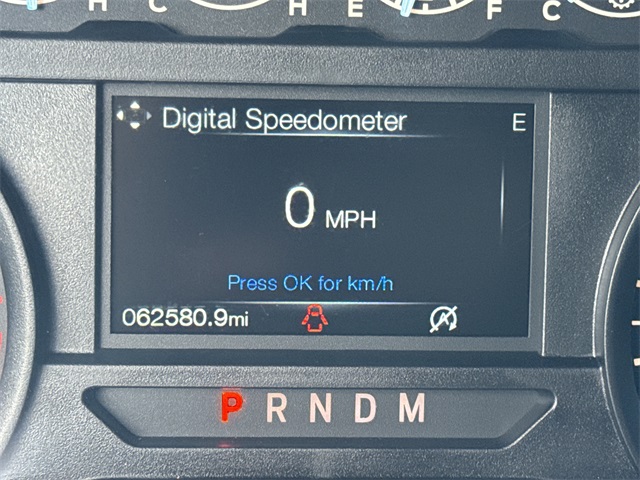 H C H E F C
Digital Speedometer E
0 MPH
Press OK for km/h
062580.9mi A
P R N D M